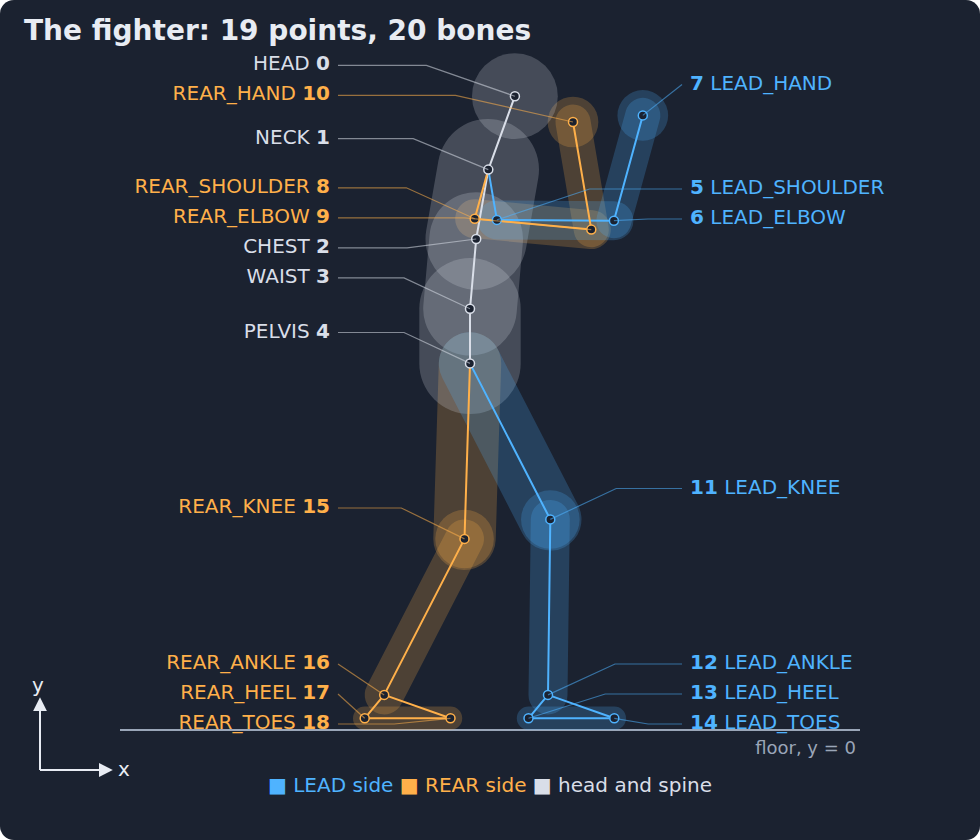 The fighter: 19 points, 20 bones
HEAD 0
REAR_HAND 10
NECK 1
REAR_SHOULDER 8
REAR_ELBOW 9
CHEST 2
WAIST 3
PELVIS 4
REAR_KNEE 15
REAR_ANKLE 16
REAR_HEEL 17
REAR_TOES 18
7 LEAD_HAND
5 LEAD_SHOULDER
6 LEAD_ELBOW
11 LEAD_KNEE
12 LEAD_ANKLE
13 LEAD_HEEL
14 LEAD_TOES
floor, y = 0
y
x
■ LEAD side ■ REAR side ■ head and spine